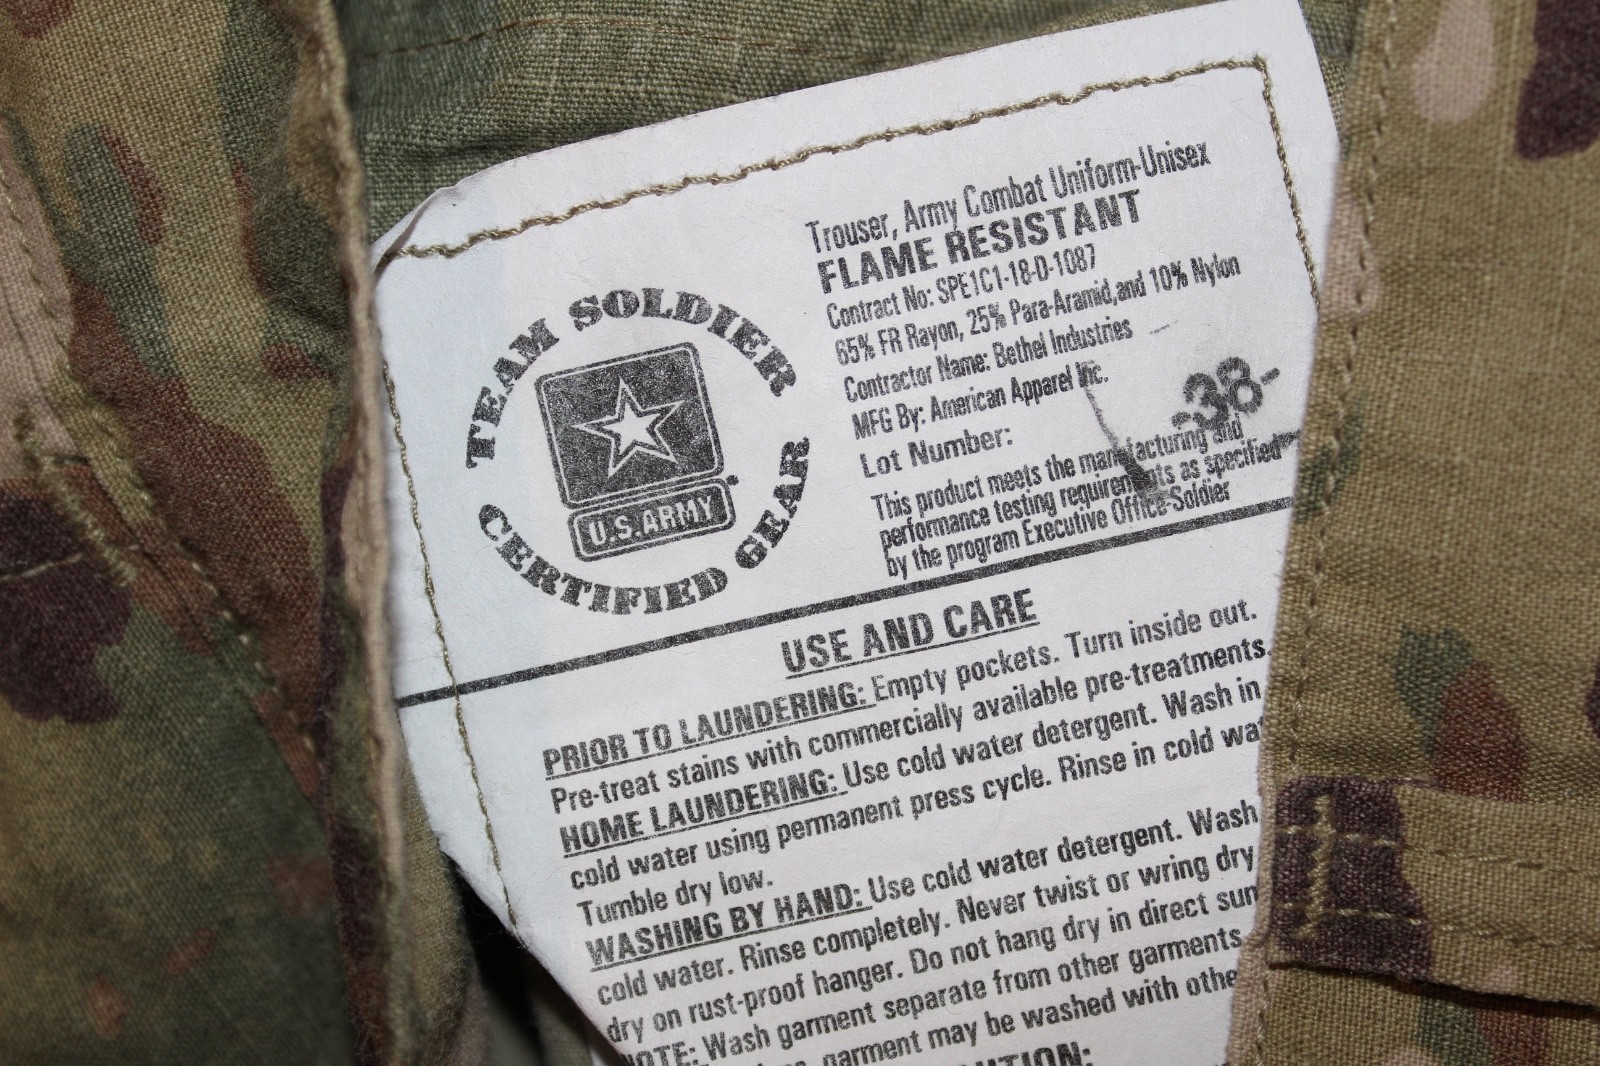 TEAM SOLDIER
CERTIFIED GEAR
U.S.ARMY
Trouser, Army Combat Uniform-Unisex
FLAME RESISTANT
Contract No: SPE1C1-18-D-1087
65% FR Rayon, 25% Para-Aramid,and 10% Nylon
Contractor Name: Bethel Industries
MFG By: American Apparel Inc.
Lot Number:
-38-
This product meets the manufacturing and
performance testing requirements as specified
by the program Executive Office-Soldier
USE AND CARE
PRIOR TO LAUNDERING: Empty pockets. Turn inside out.
Pre-treat stains with commercially available pre-treatments.
HOME LAUNDERING: Use cold water detergent. Wash in
cold water using permanent press cycle. Rinse in cold wa
Tumble dry low.
WASHING BY HAND: Use cold water detergent. Wash
cold water. Rinse completely. Never twist or wring dry
dry on rust-proof hanger. Do not hang dry in direct sun
NOTE: Wash garment separate from other garments
garment may be washed with othe
UTION: